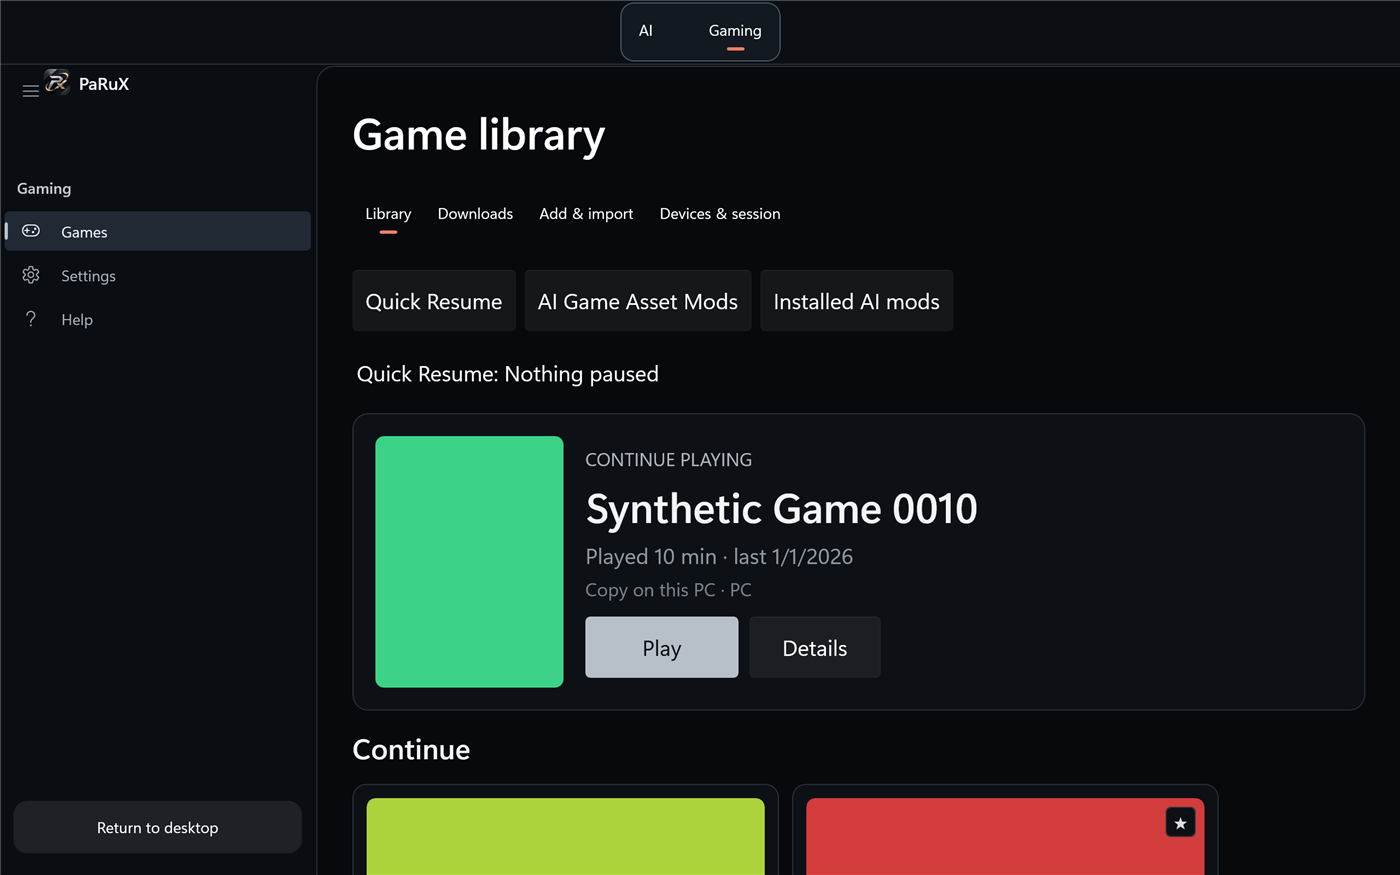 AI
Gaming
PaRuX
Gaming
Games
Settings
Help
Return to desktop
Game library
Library
Downloads
Add & import
Devices & session
Quick Resume
AI Game Asset Mods
Installed AI mods
Quick Resume: Nothing paused
CONTINUE PLAYING
Synthetic Game 0010
Played 10 min · last 1/1/2026
Copy on this PC · PC
Play
Details
Continue